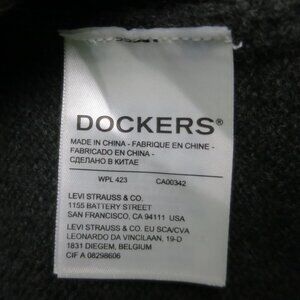 DOCKERS®
MADE IN CHINA - FABRIQUE EN CHINE -
FABRICADO EN CHINA -
СДЕЛАНО В КИТАЕ
WPL 423 CA00342
LEVI STRAUSS & CO.
1155 BATTERY STREET
SAN FRANCISCO, CA 94111 USA
LEVI STRAUSS & CO. EU SCA/CVA
LEONARDO DA VINCILAAN, 19-D
1831 DIEGEM, BELGIUM
CIF A 08298606